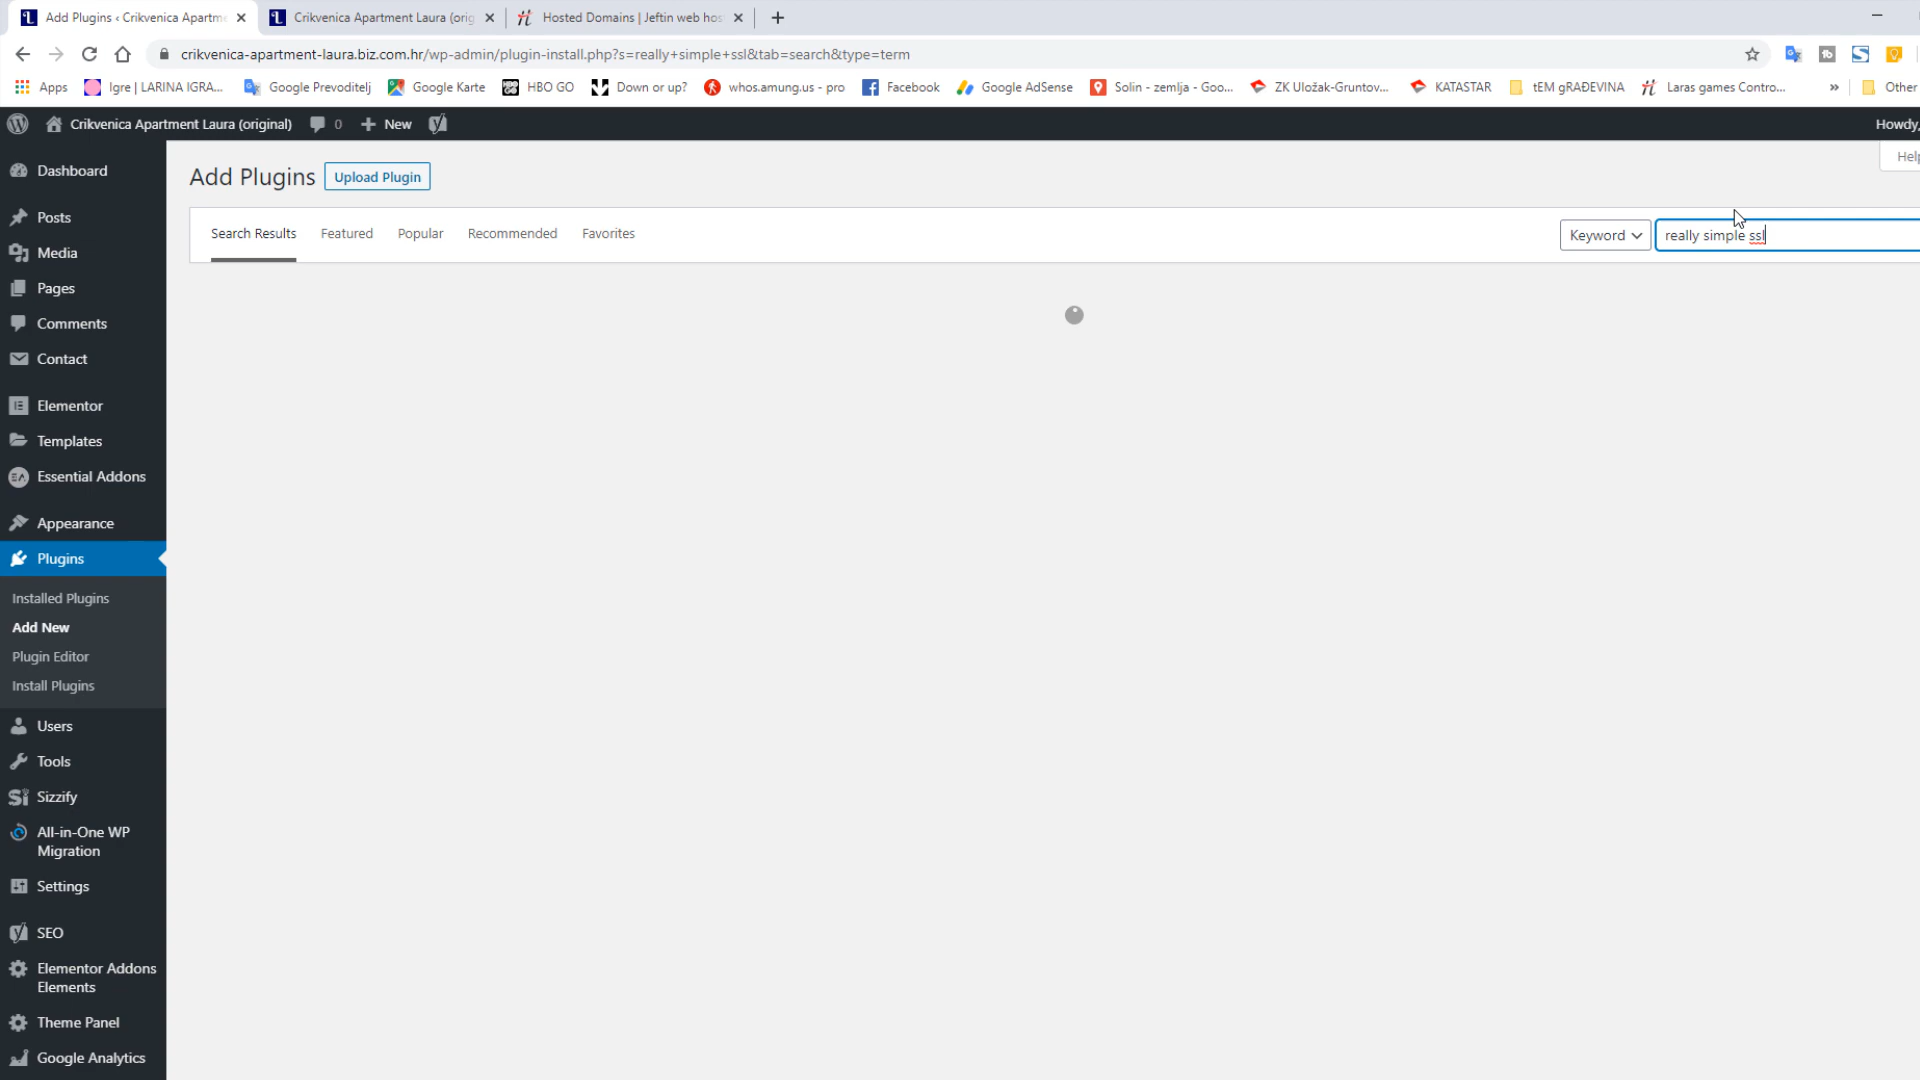 Add Plugins ‹ Crikvenica Apartm
Crikvenica Apartment Laura (orig
Hosted Domains | Jeftin web hos
crikvenica-apartment-laura.biz.com.hr/wp-admin/plugin-install.php?s=really+simple+ssl&tab=search&type=term
Apps
Igre | LARINA IGRA...
Google Prevoditelj
Google Karte
HBO GO
Down or up?
whos.amung.us - pro
Facebook
Google AdSense
Solin - zemlja - Goo...
ZK Uložak-Gruntov...
KATASTAR
tEM gRAĐEVINA
Laras games Contro...
»
Other
Crikvenica Apartment Laura (original)
0
New
Howdy,
Help
Dashboard
Posts
Media
Pages
Comments
Contact
Elementor
Templates
Essential Addons
Appearance
Plugins
Installed Plugins
Add New
Plugin Editor
Install Plugins
Users
Tools
Sizzify
All-in-One WP
Migration
Settings
SEO
Elementor Addons
Elements
Theme Panel
Google Analytics
Add Plugins
Upload Plugin
Search Results
Featured
Popular
Recommended
Favorites
Keyword
really simple ssl